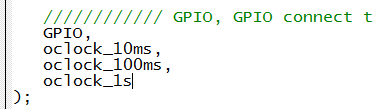 //////////// GPIO, GPIO connect t
GPIO,
oclock_10ms,
oclock_100ms,
oclock_1s
);